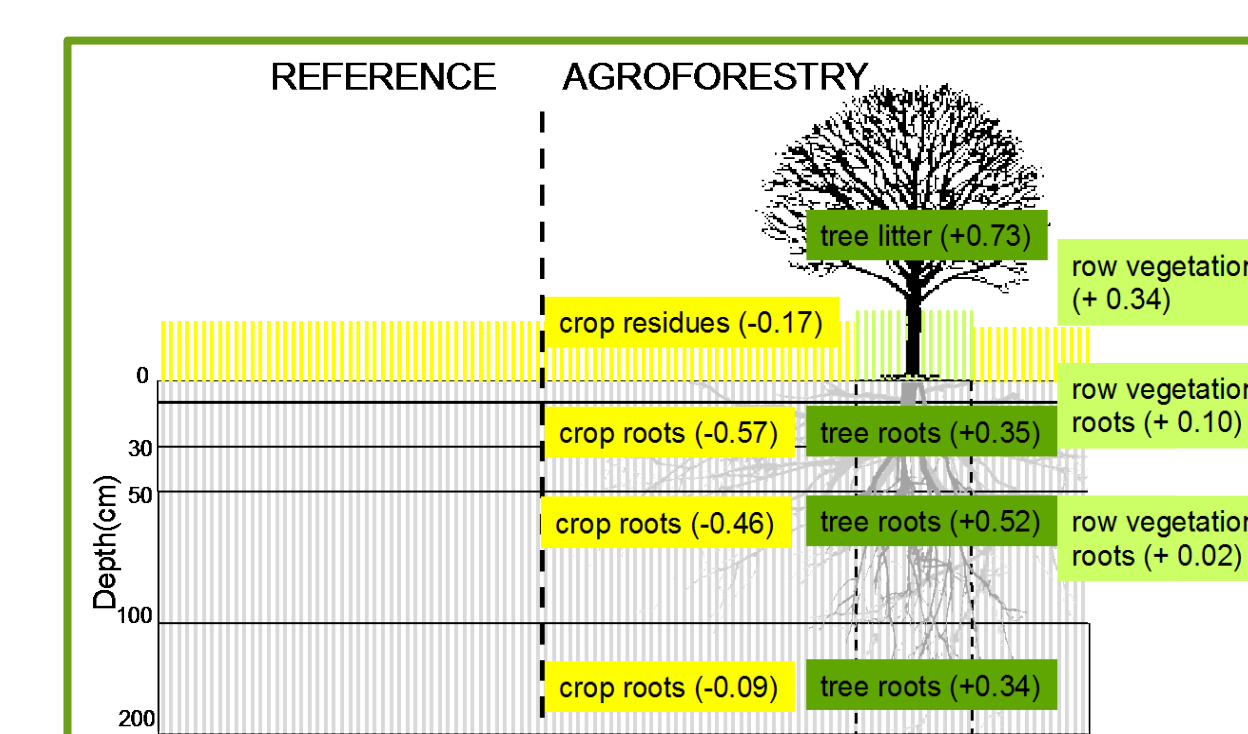 REFERENCE
AGROFORESTRY
tree litter (+0.73)
row vegetation
(+ 0.34)
crop residues (-0.17)
0
row vegetation
roots (+ 0.10)
crop roots (-0.57)
tree roots (+0.35)
30
50
crop roots (-0.46)
tree roots (+0.52)
row vegetation
roots (+ 0.02)
Depth(cm)
100
crop roots (-0.09)
tree roots (+0.34)
200